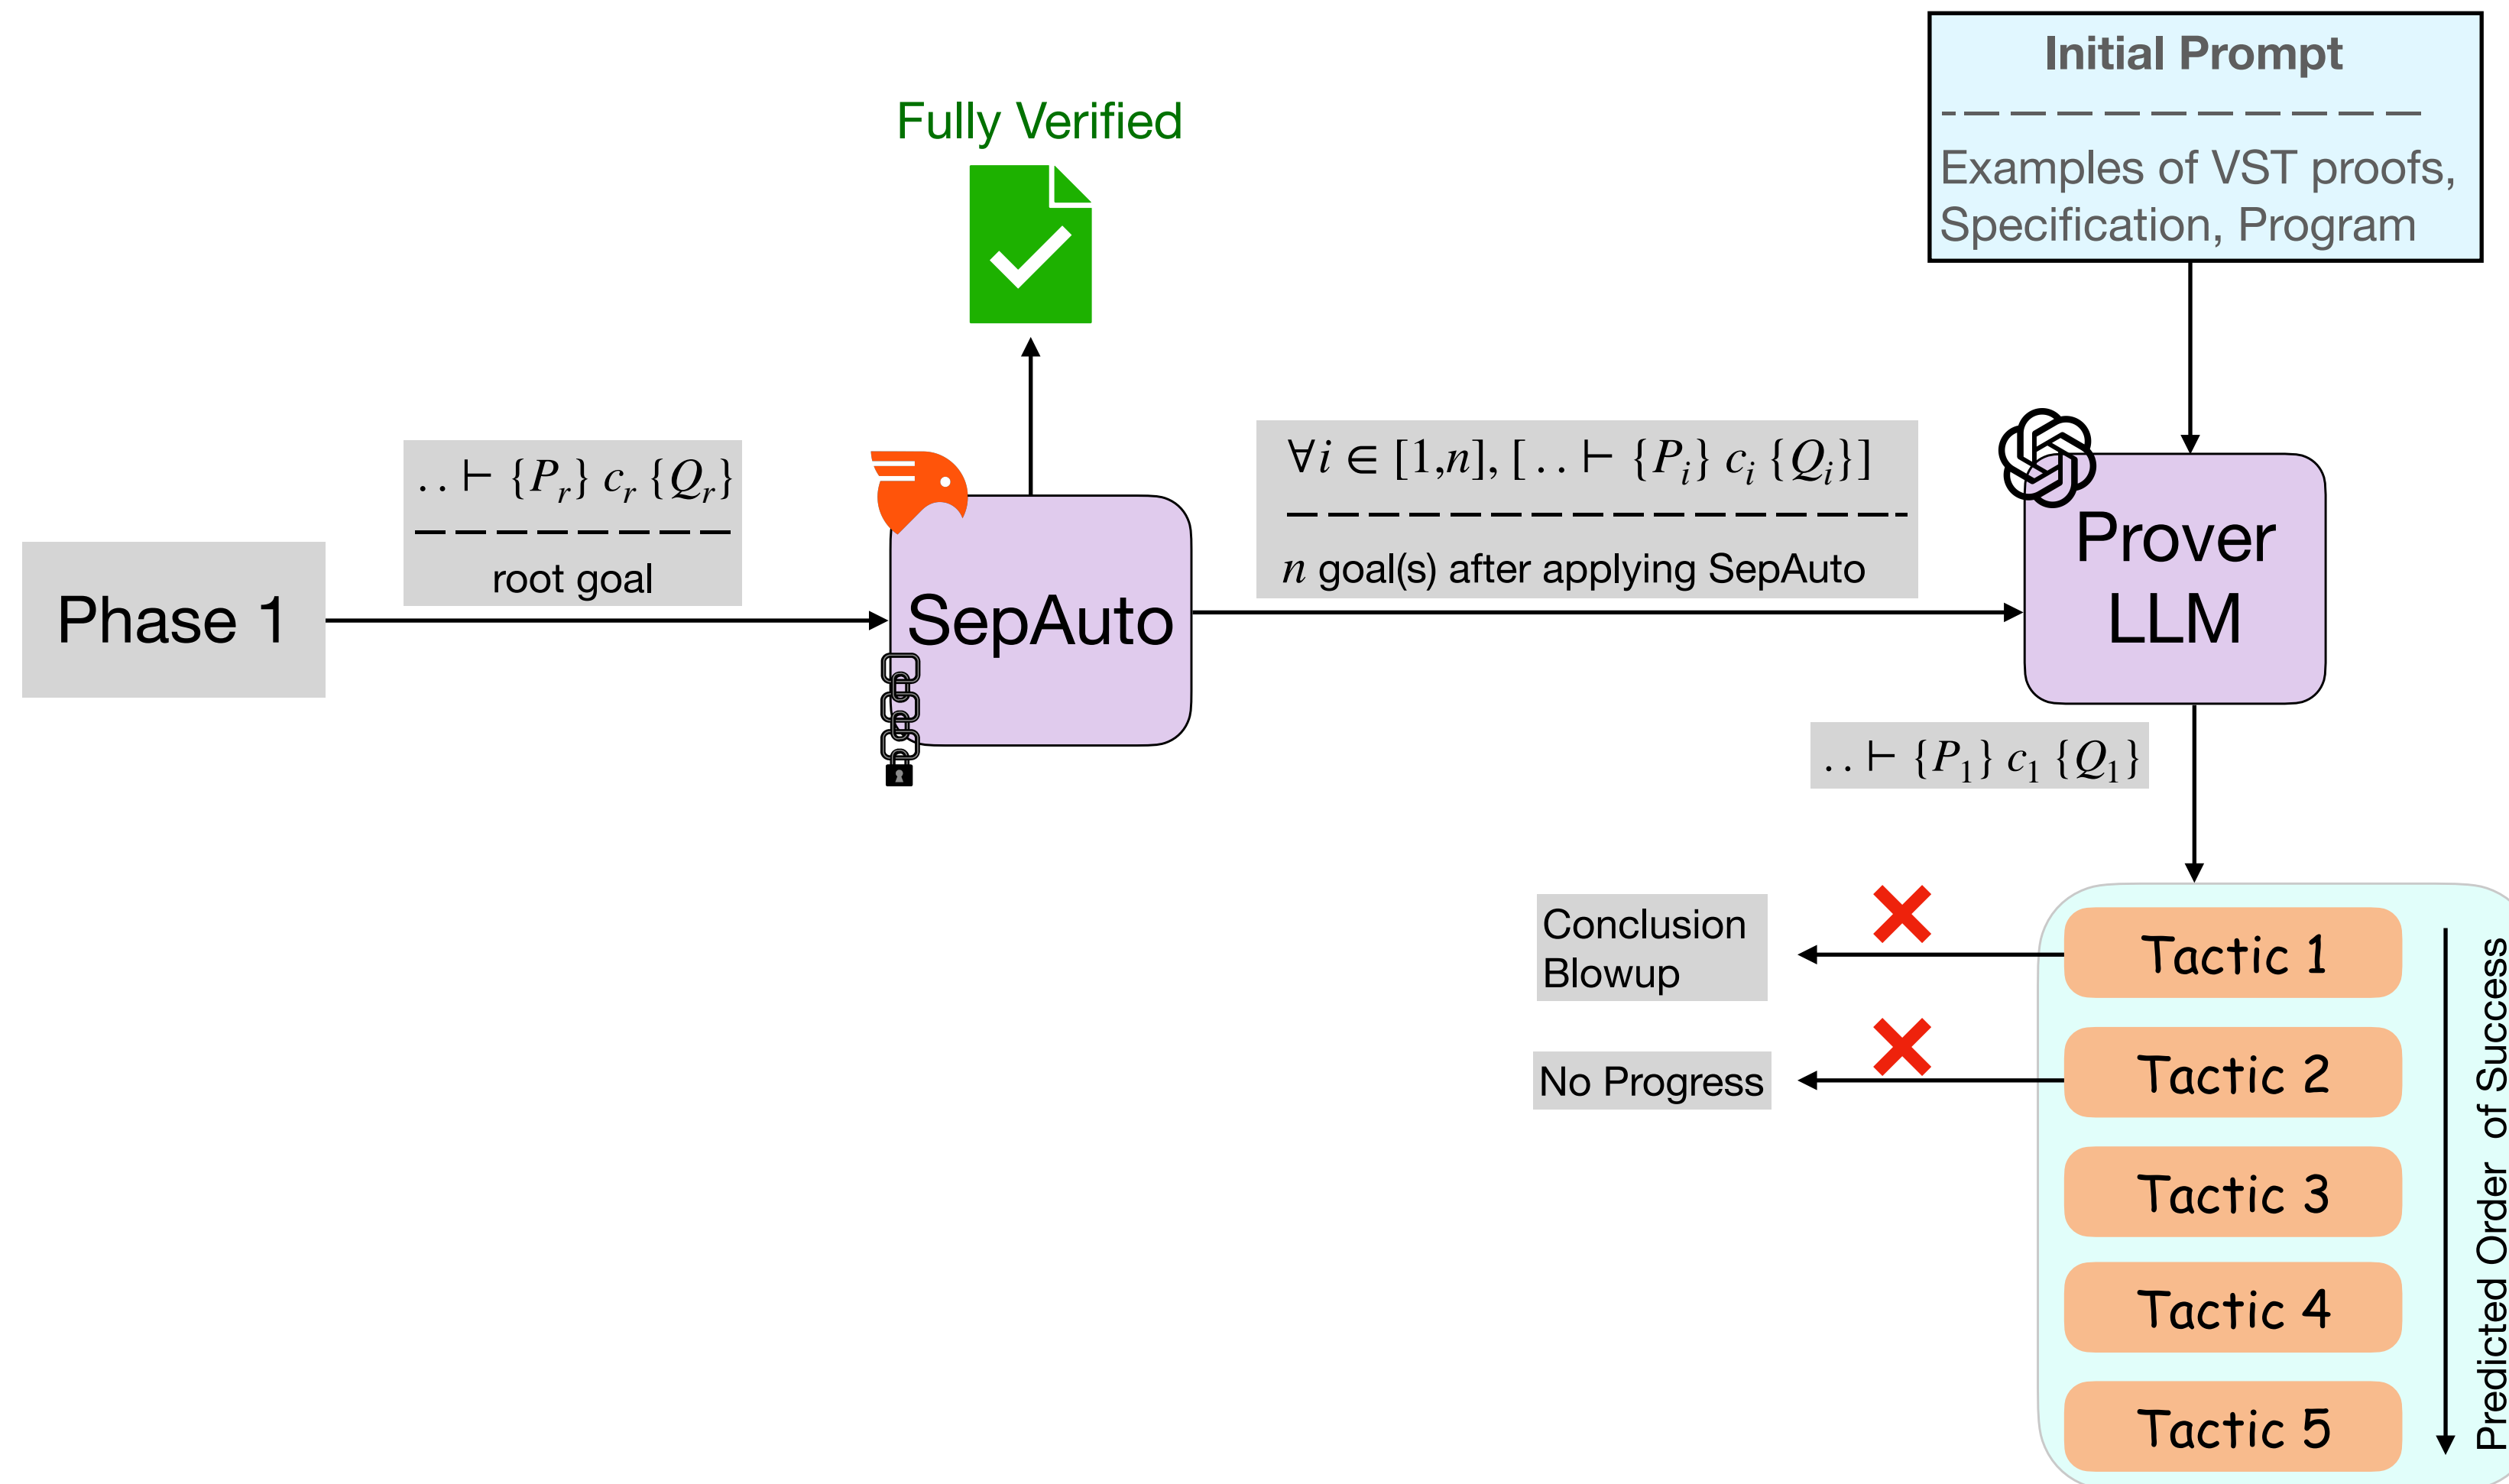 Initial Prompt
Examples of VST proofs,
Specification, Program
Fully Verified
. . ⊢ {P_r} c_r {Q_r}
root goal
∀i ∈ [1,n], [ . . ⊢ {P_i} c_i {Q_i}]
n goal(s) after applying SepAuto
Phase 1
SepAuto
Prover
LLM
. . ⊢ {P_1} c_1 {Q_1}
Conclusion
Blowup
No Progress
Tactic 1
Tactic 2
Tactic 3
Tactic 4
Tactic 5
Predicted Order of Success